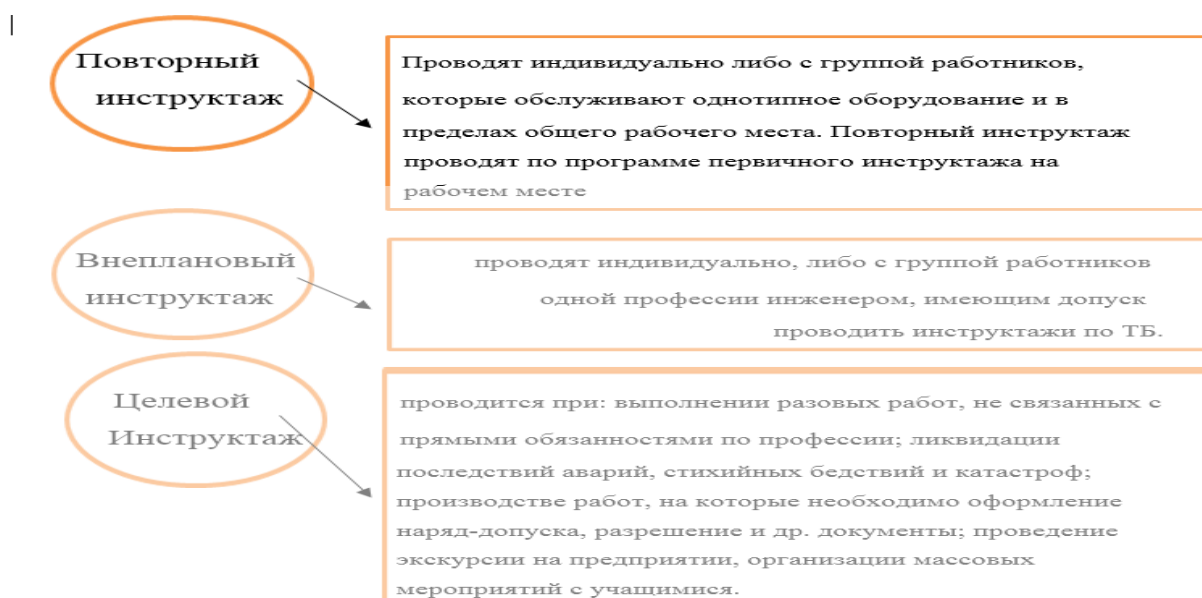 Повторный
инструктаж
Проводят индивидуально либо с группой работников,
которые обслуживают однотипное оборудование и в
пределах общего рабочего места. Повторный инструктаж
проводят по программе первичного инструктажа на
рабочем месте
Внеплановый
инструктаж
проводят индивидуально, либо с группой работников
одной профессии инженером, имеющим допуск
проводить инструктажи по ТБ.
Целевой
Инструктаж
проводится при: выполнении разовых работ, не связанных с
прямыми обязанностями по профессии; ликвидации
последствий аварий, стихийных бедствий и катастроф;
производстве работ, на которые необходимо оформление
наряд-допуска, разрешение и др. документы; проведение
экскурсии на предприятии, организации массовых
мероприятий с учащимися.